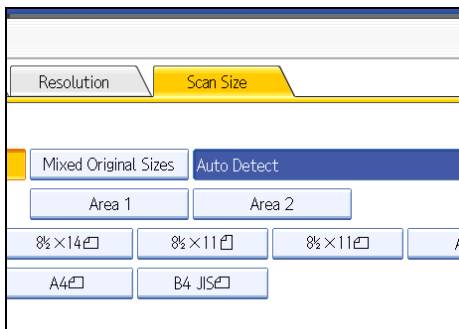 Resolution Scan Size
Mixed Original Sizes Auto Detect
Area 1 Area 2
8½×14 8½×11 8½×11
A4 B4 JIS